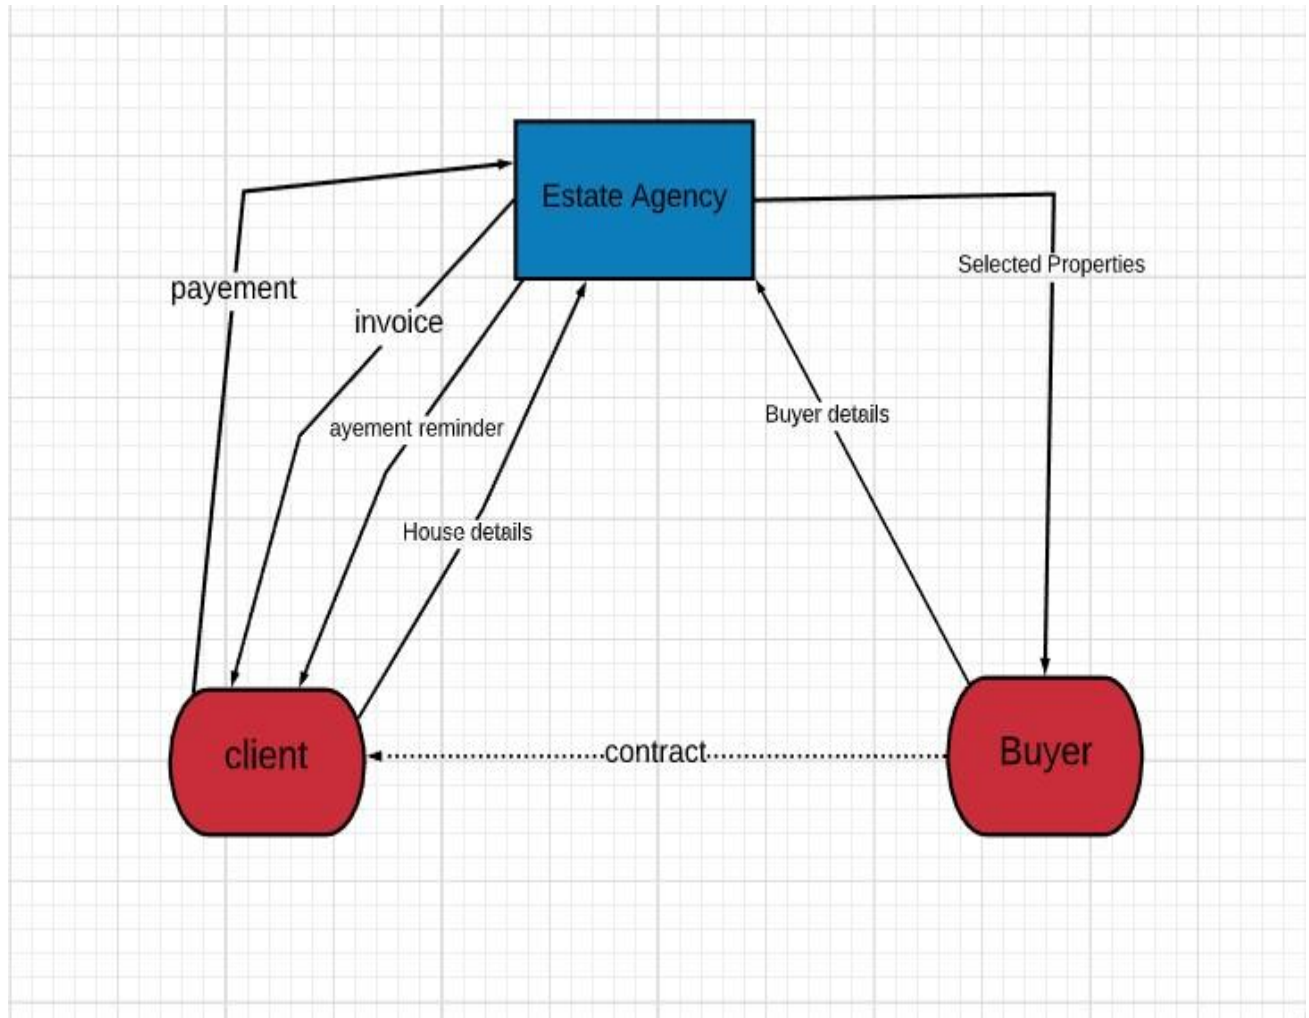 Estate Agency
payement
invoice
Selected Properties
ayement reminder
Buyer details
House details
client
contract
Buyer